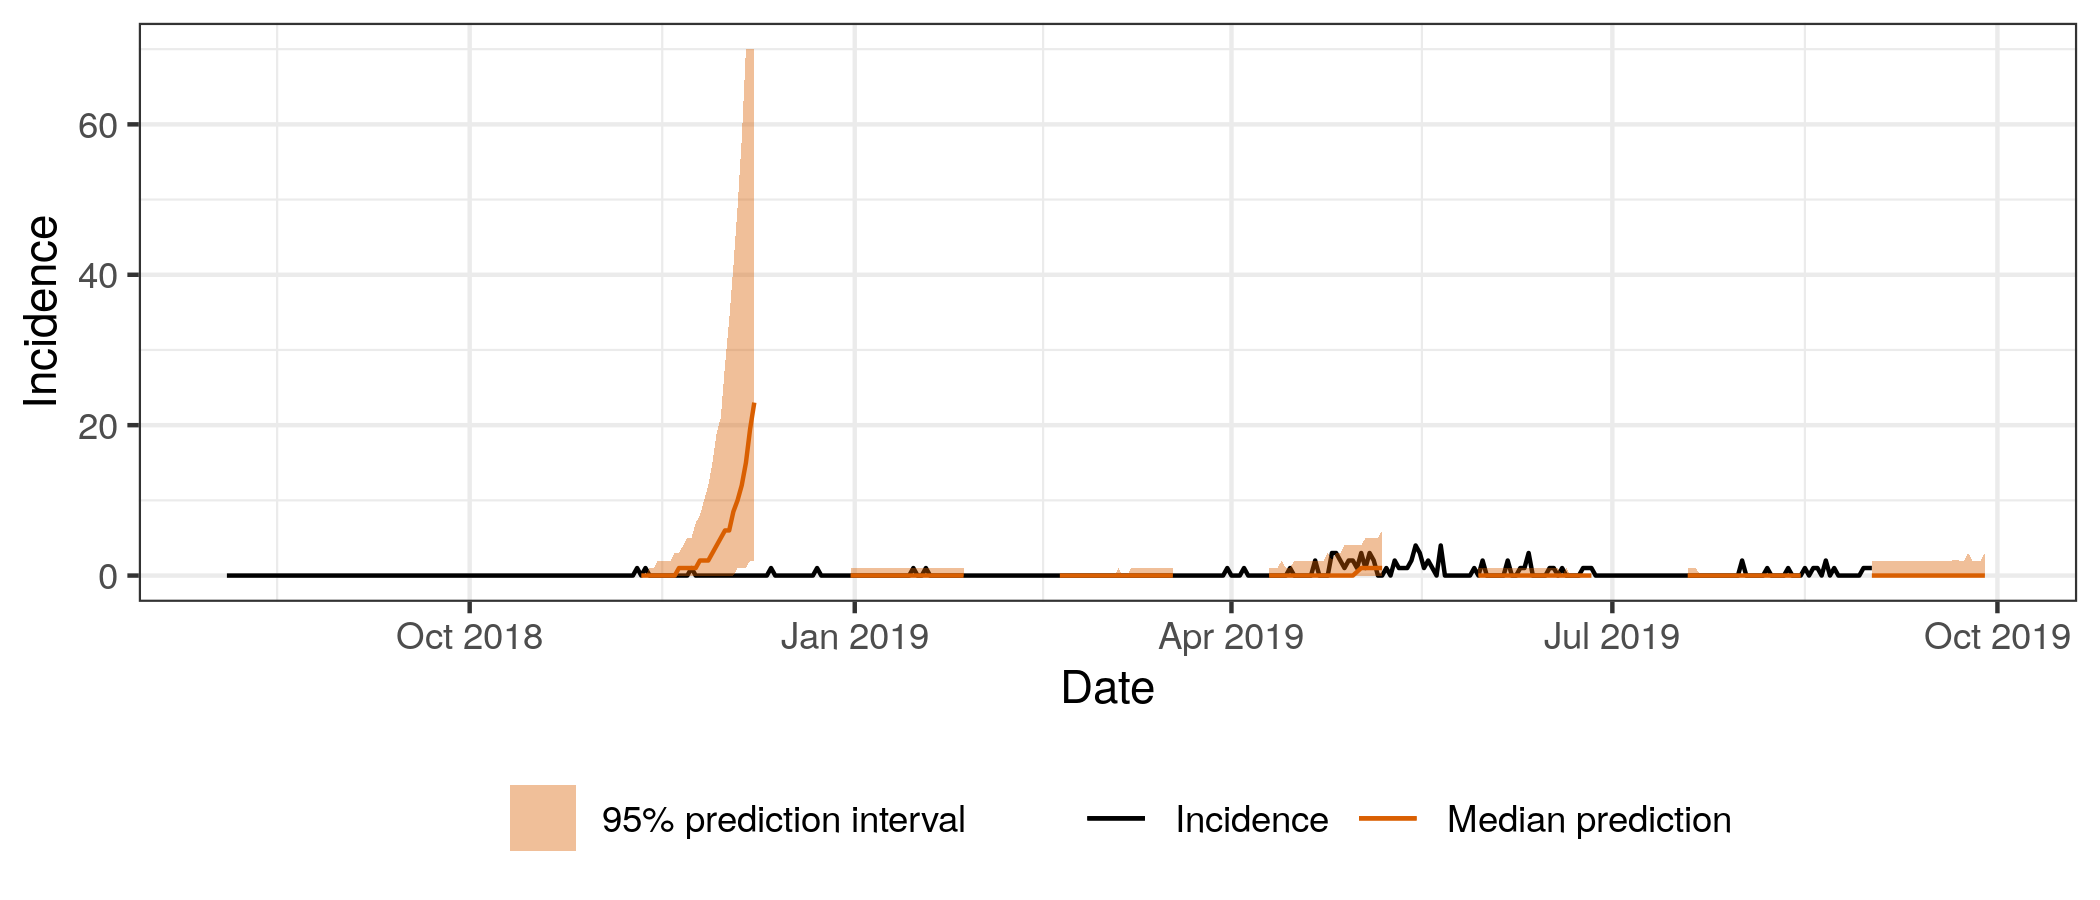 Incidence
60
40
20
0
Oct 2018
Jan 2019
Apr 2019
Jul 2019
Oct 2019
Date
95% prediction interval
Incidence
Median prediction